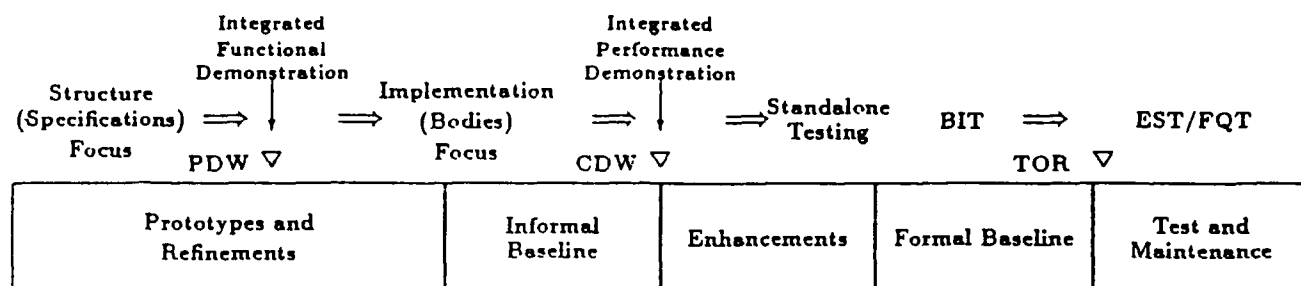 Integrated
Functional
Demonstration
Integrated
Performance
Demonstration
Structure
(Specifications)
Focus
Implementation
(Bodies)
Focus
Standalone
Testing
BIT
EST/FQT
PDW
CDW
TOR
Prototypes and
Refinements
Informal
Baseline
Enhancements
Formal Baseline
Test and
Maintenance